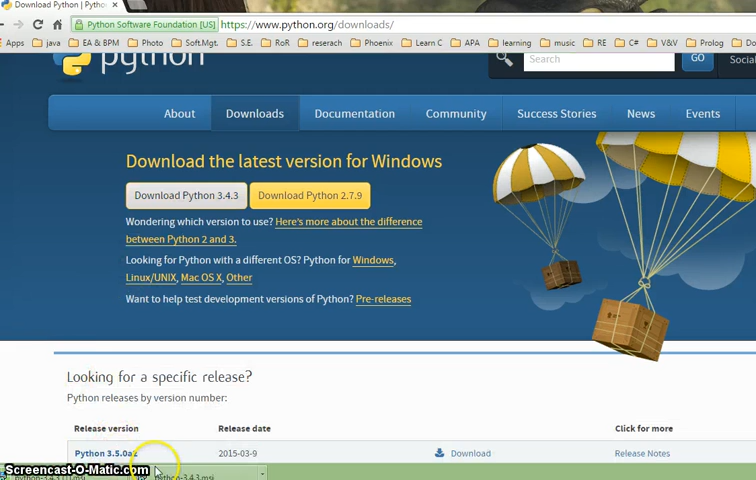 Download Python | Pytho
Python Software Foundation [US]
https://www.python.org/downloads/
Apps java EA & BPM Photo Soft.Mgt. S.E. RoR reserach Phoenix Learn C APA learning music RE C# V&V Prolog Do
python
Search
GO
Social
About
Downloads
Documentation
Community
Success Stories
News
Events
Download the latest version for Windows
Download Python 3.4.3
Download Python 2.7.9
Wondering which version to use? Here's more about the difference
between Python 2 and 3.
Looking for Python with a different OS? Python for Windows,
Linux/UNIX, Mac OS X, Other
Want to help test development versions of Python? Pre-releases
Looking for a specific release?
Python releases by version number:
Release version Release date Click for more
Python 3.5.0a2 2015-03-9 Download Release Notes
Screencast-O-Matic.com
python-3.4.3.msi